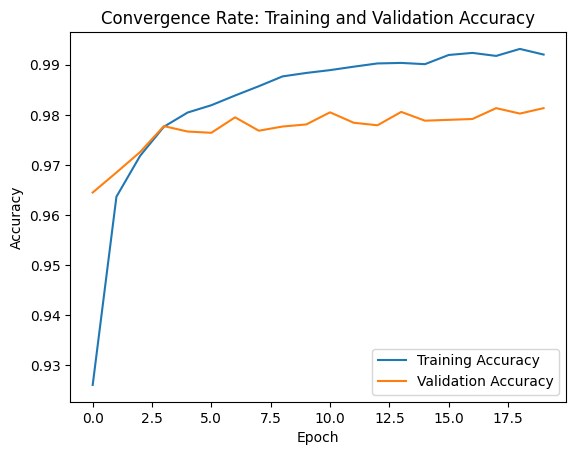 Convergence Rate: Training and Validation Accuracy
0.99
0.98
0.97
0.96
0.95
0.94
0.93
Accuracy
Training Accuracy
Validation Accuracy
0.0 2.5 5.0 7.5 10.0 12.5 15.0 17.5
Epoch